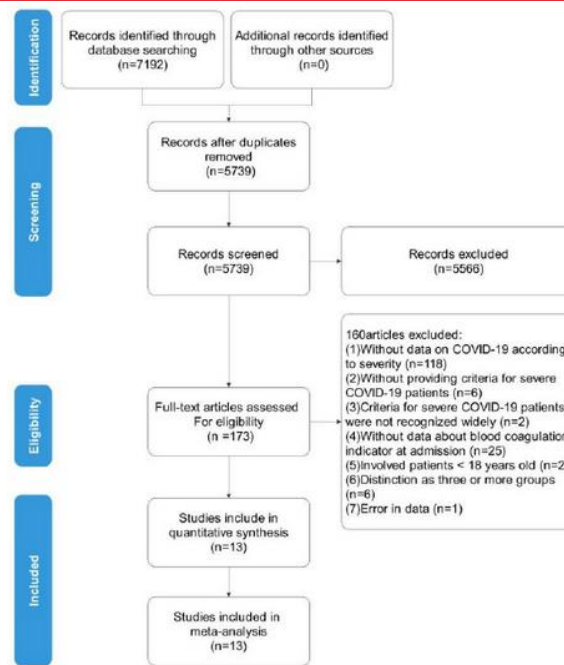 Identification
Records identified through
database searching
(n=7192)
Additional records identified
through other sources
(n=0)
Screening
Records after duplicates
removed
(n=5739)
Records screened
(n=5739)
Records excluded
(n=5566)
Eligibility
Full-text articles assessed
For eligibility
(n =173)
160articles excluded:
(1)Without data on COVID-19 according
to severity (n=118)
(2)Without providing criteria for severe
COVID-19 patients (n=6)
(3)Criteria for severe COVID-19 patients
were not recognized widely (n=2)
(4)Without data about blood coagulation
indicator at admission (n=25)
(5)Involved patients < 18 years old (n=2
(6)Distinction as three or more groups
(n=6)
(7)Error in data (n=1)
Included
Studies include in
quantitative synthesis
(n=13)
Studies included in
meta-analysis
(n=13)